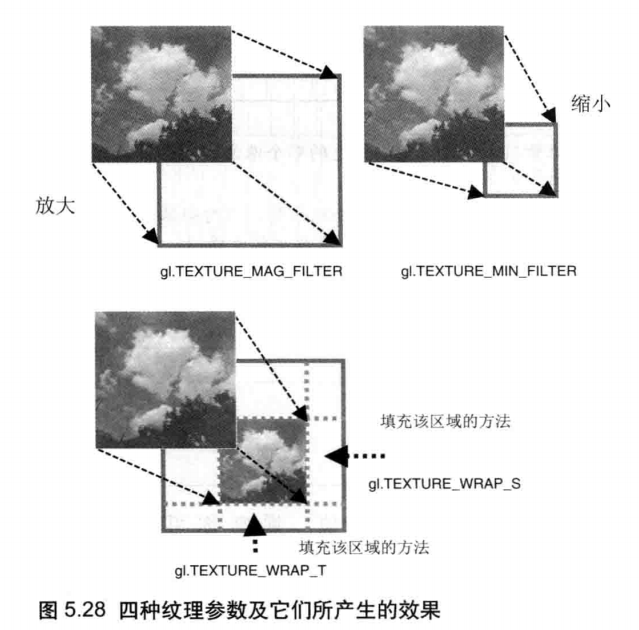 缩小
放大
gl.TEXTURE_MAG_FILTER
gl.TEXTURE_MIN_FILTER
填充该区域的方法
gl.TEXTURE_WRAP_S
填充该区域的方法
gl.TEXTURE_WRAP_T
图 5.28 四种纹理参数及它们所产生的效果